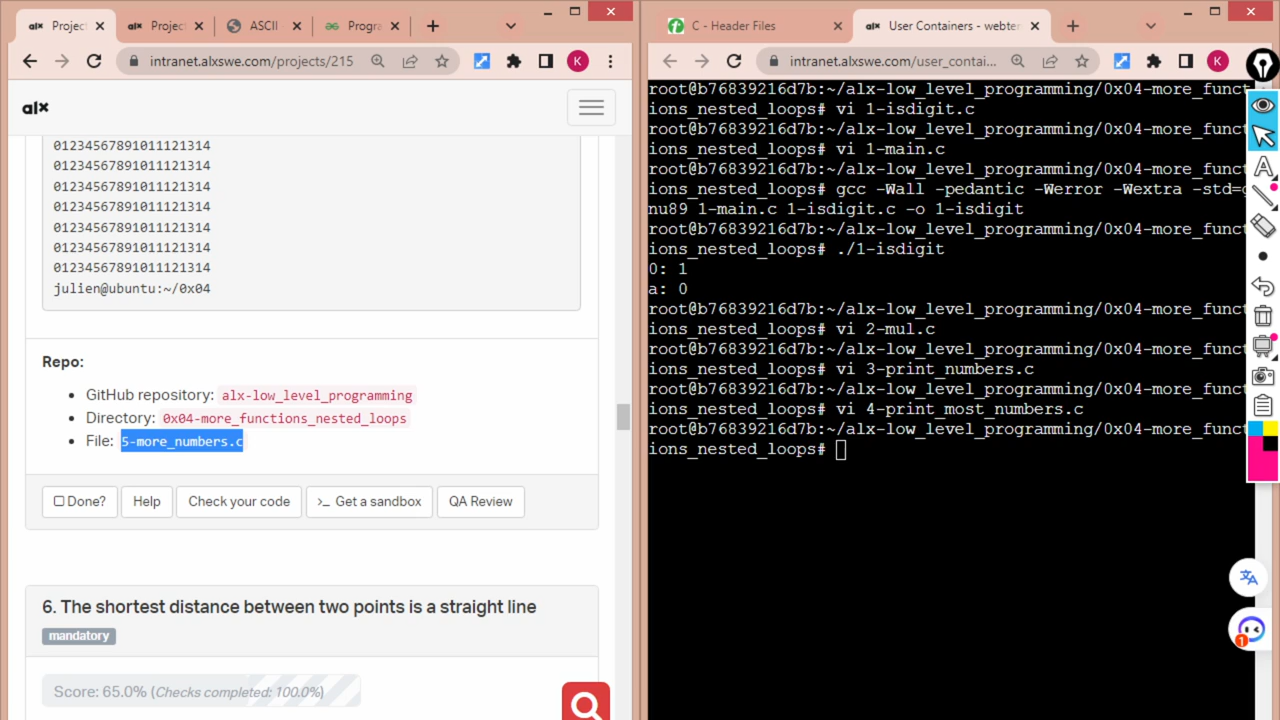 Projec
Projec
ASCII
Progra
intranet.alxswe.com/projects/215
K
alx
01234567891011121314
01234567891011121314
01234567891011121314
01234567891011121314
01234567891011121314
01234567891011121314
01234567891011121314
julien@ubuntu:~/0x04
Repo:
GitHub repository: alx-low_level_programming
Directory: 0x04-more_functions_nested_loops
File: 5-more_numbers.c
Done?
Help
Check your code
>_ Get a sandbox
QA Review
6. The shortest distance between two points is a straight line
mandatory
Score: 65.0% (Checks completed: 100.0%)
C - Header Files
alx User Containers - webter
intranet.alxswe.com/user_contai...
K
root@b76839216d7b:~/alx-low_level_programming/0x04-more_funct
ions_nested_loops# vi 1-isdigit.c
root@b76839216d7b:~/alx-low_level_programming/0x04-more_funct
ions_nested_loops# vi 1-main.c
root@b76839216d7b:~/alx-low_level_programming/0x04-more_funct
ions_nested_loops# gcc -Wall -pedantic -Werror -Wextra -std=g
nu89 1-main.c 1-isdigit.c -o 1-isdigit
root@b76839216d7b:~/alx-low_level_programming/0x04-more_funct
ions_nested_loops# ./1-isdigit
0: 1
a: 0
root@b76839216d7b:~/alx-low_level_programming/0x04-more_funct
ions_nested_loops# vi 2-mul.c
root@b76839216d7b:~/alx-low_level_programming/0x04-more_funct
ions_nested_loops# vi 3-print_numbers.c
root@b76839216d7b:~/alx-low_level_programming/0x04-more_funct
ions_nested_loops# vi 4-print_most_numbers.c
root@b76839216d7b:~/alx-low_level_programming/0x04-more_funct
ions_nested_loops#
A
1